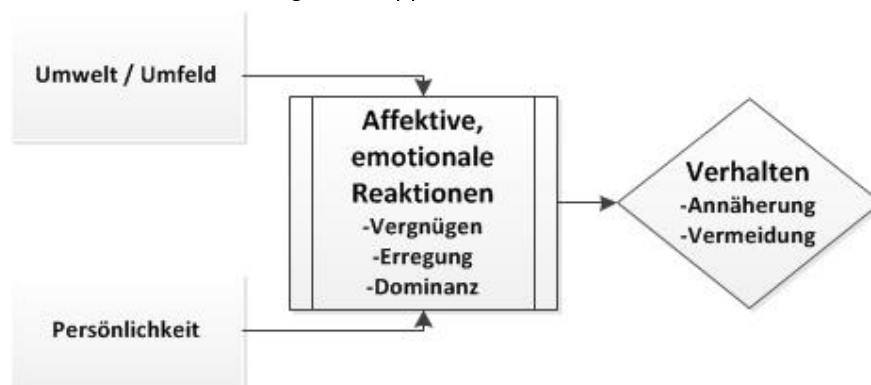 Umwelt / Umfeld
Affektive,
emotionale
Reaktionen
-Vergnügen
-Erregung
-Dominanz
Verhalten
-Annäherung
-Vermeidung
Persönlichkeit